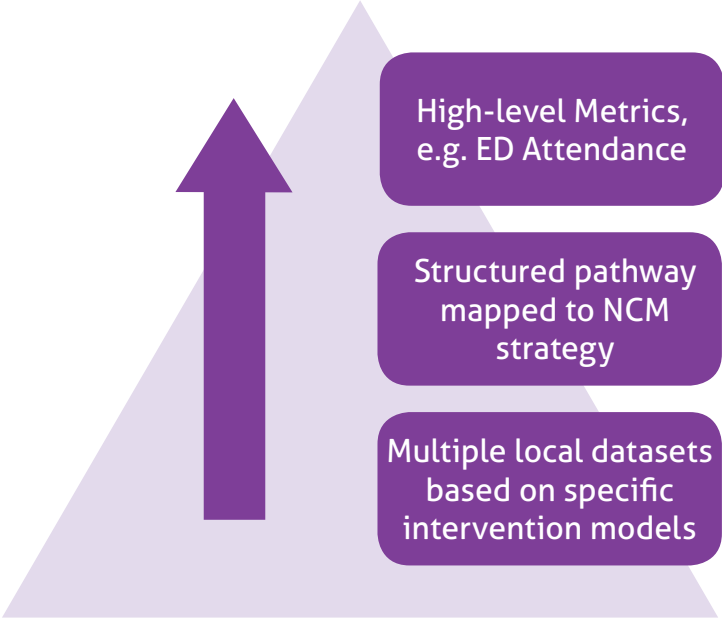 High-level Metrics,
e.g. ED Attendance
Structured pathway
mapped to NCM
strategy
Multiple local datasets
based on specific
intervention models